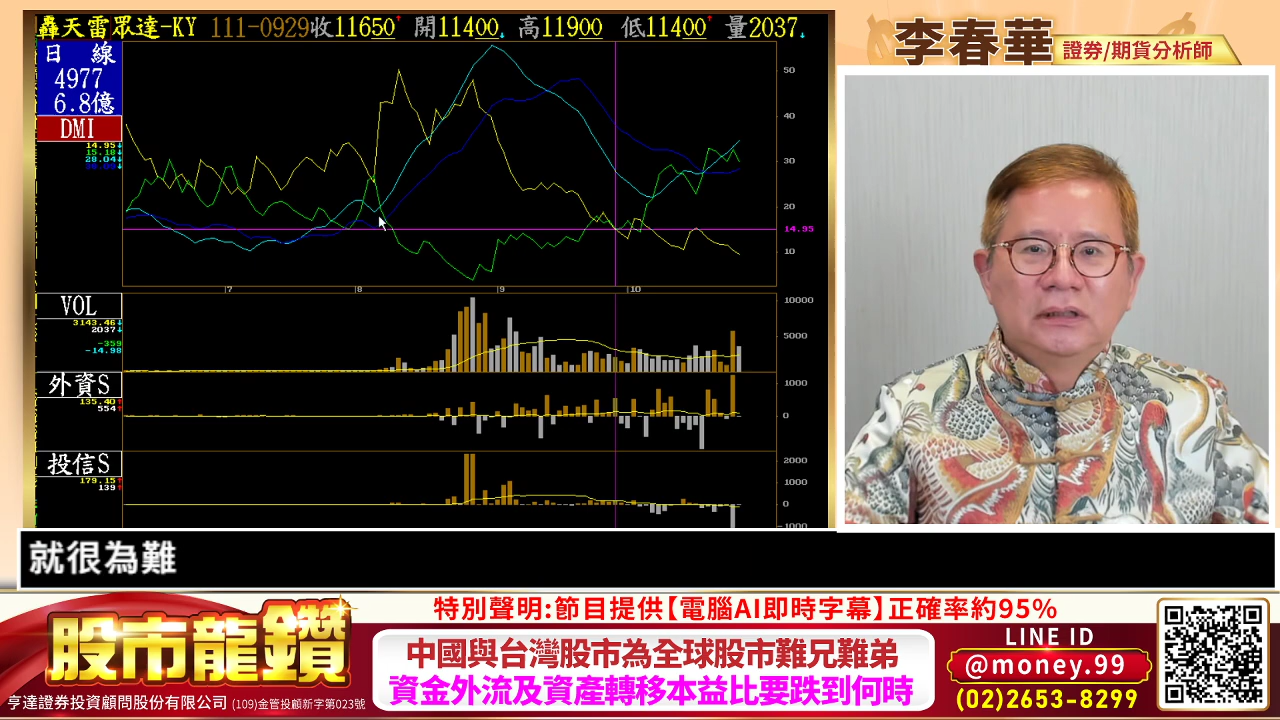 轟天雷眾達-KY 111-0929收11650↑ 開11400↓ 高11900 低11400↑ 量2037↓
日 線
4977
6.8億
DMI
14.95↓
15.18↓
28.04↓
50
40
30
20
14.95
10
7 8 9 10
VOL
3143.46↓
2037↓
-359
-14.98
10000
5000
外資S
135.40↑
554↑
1000
0
投信S
179.15↑
139↑
2000
1000
0
-1000
李春華
證券/期貨分析師
就很為難
特別聲明:節目提供【電腦AI即時字幕】正確率約95%
股市龍鑽
亨達證券投資顧問股份有限公司 (109)金管投顧新字第023號
中國與台灣股市為全球股市難兄難弟
資金外流及資產轉移本益比要跌到何時
LINE ID
@money.99
(02)2653-8299